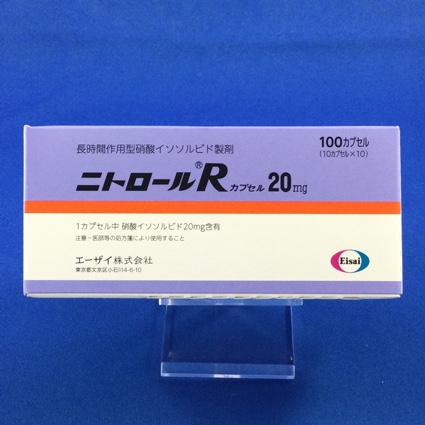 長時間作用型硝酸イソソルビド製剤
100カプセル
(10カプセル×10)
ニトロール®Rカプセル 20mg
1カプセル中 硝酸イソソルビド20mg含有
注意−医師等の処方箋により使用すること
エーザイ株式会社
東京都文京区小石川4-6-10
Eisai